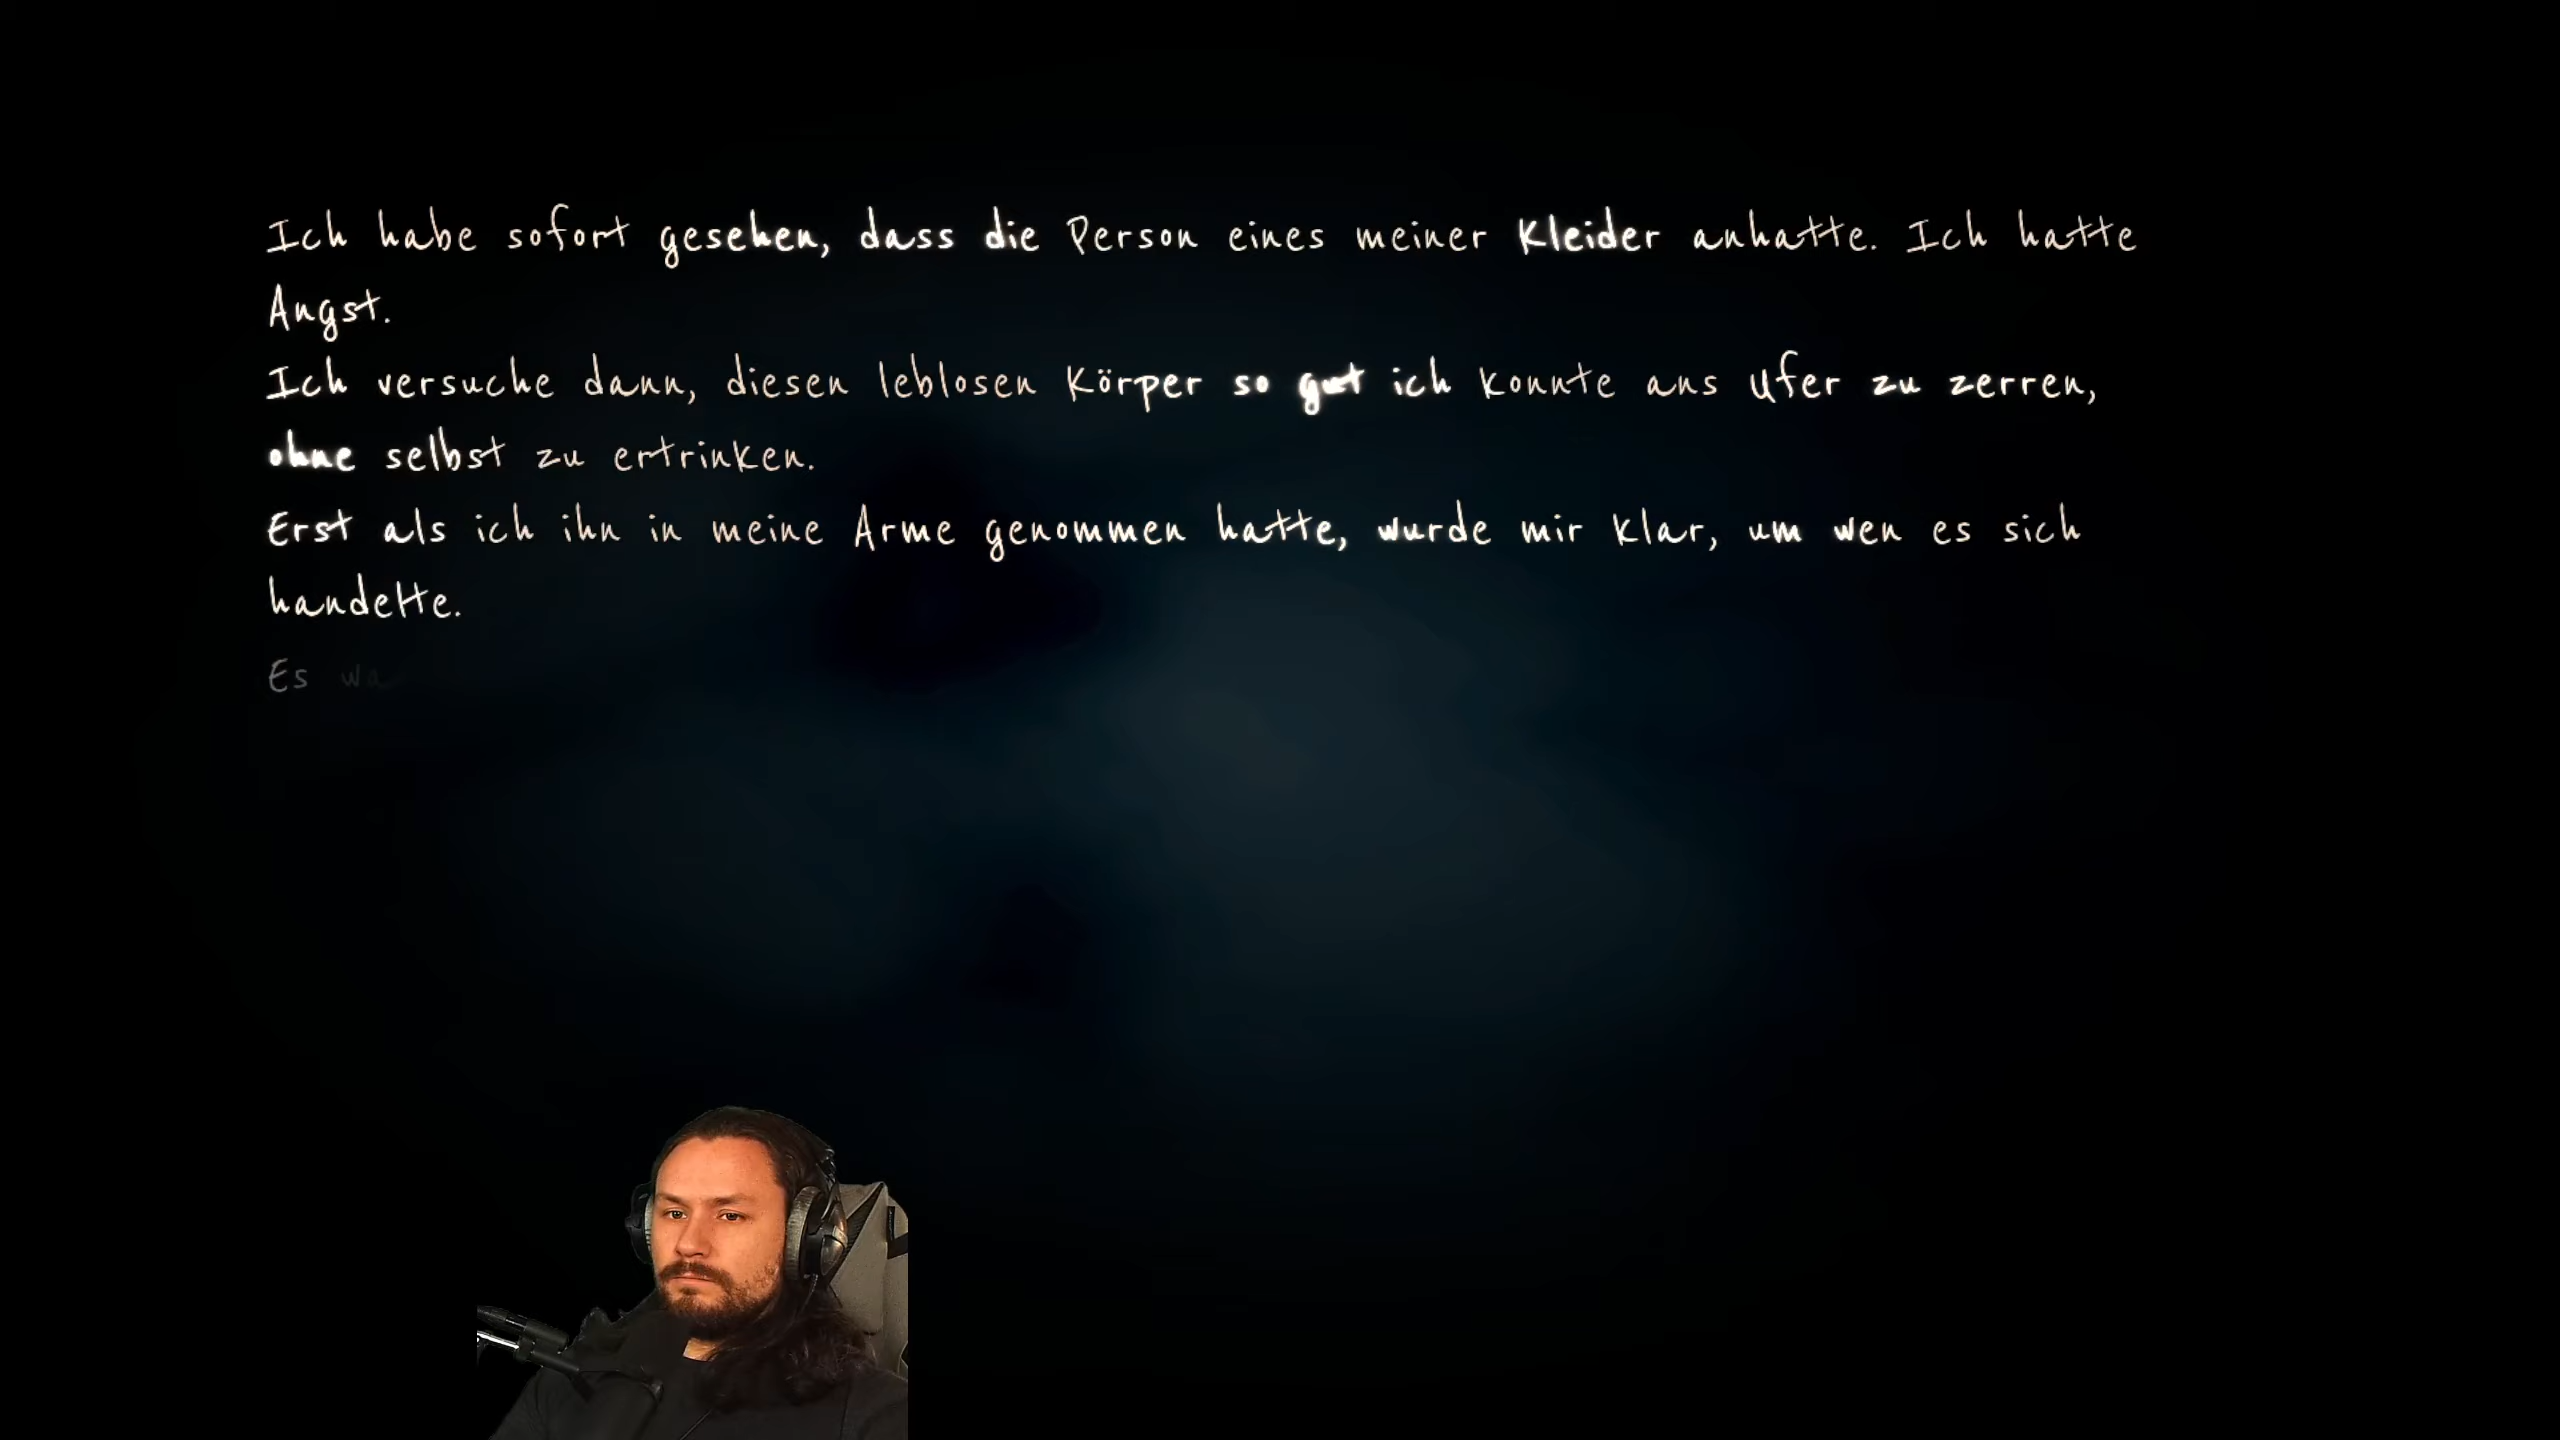 Ich habe sofort gesehen, dass die Person eines meiner Kleider anhatte. Ich hatte
Angst.
Ich versuche dann, diesen leblosen Körper so gut ich konnte ans Ufer zu zerren,
ohne selbst zu ertrinken.
Erst als ich ihn in meine Arme genommen hatte, wurde mir klar, um wen es sich
handelte.
Es wa